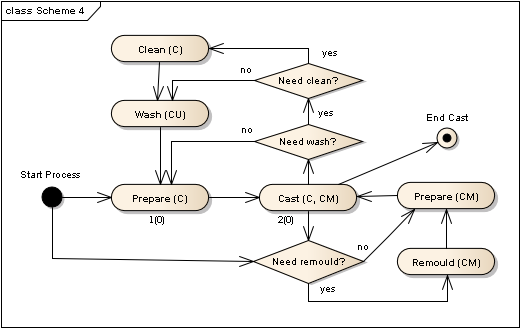 class Scheme 4
Clean (C)
yes
no
Need clean?
Wash (CU)
yes
End Cast
no
Need wash?
Start Process
Prepare (C)
Cast (C, CM)
Prepare (CM)
1(0)
2(0)
no
Need remould?
Remould (CM)
yes